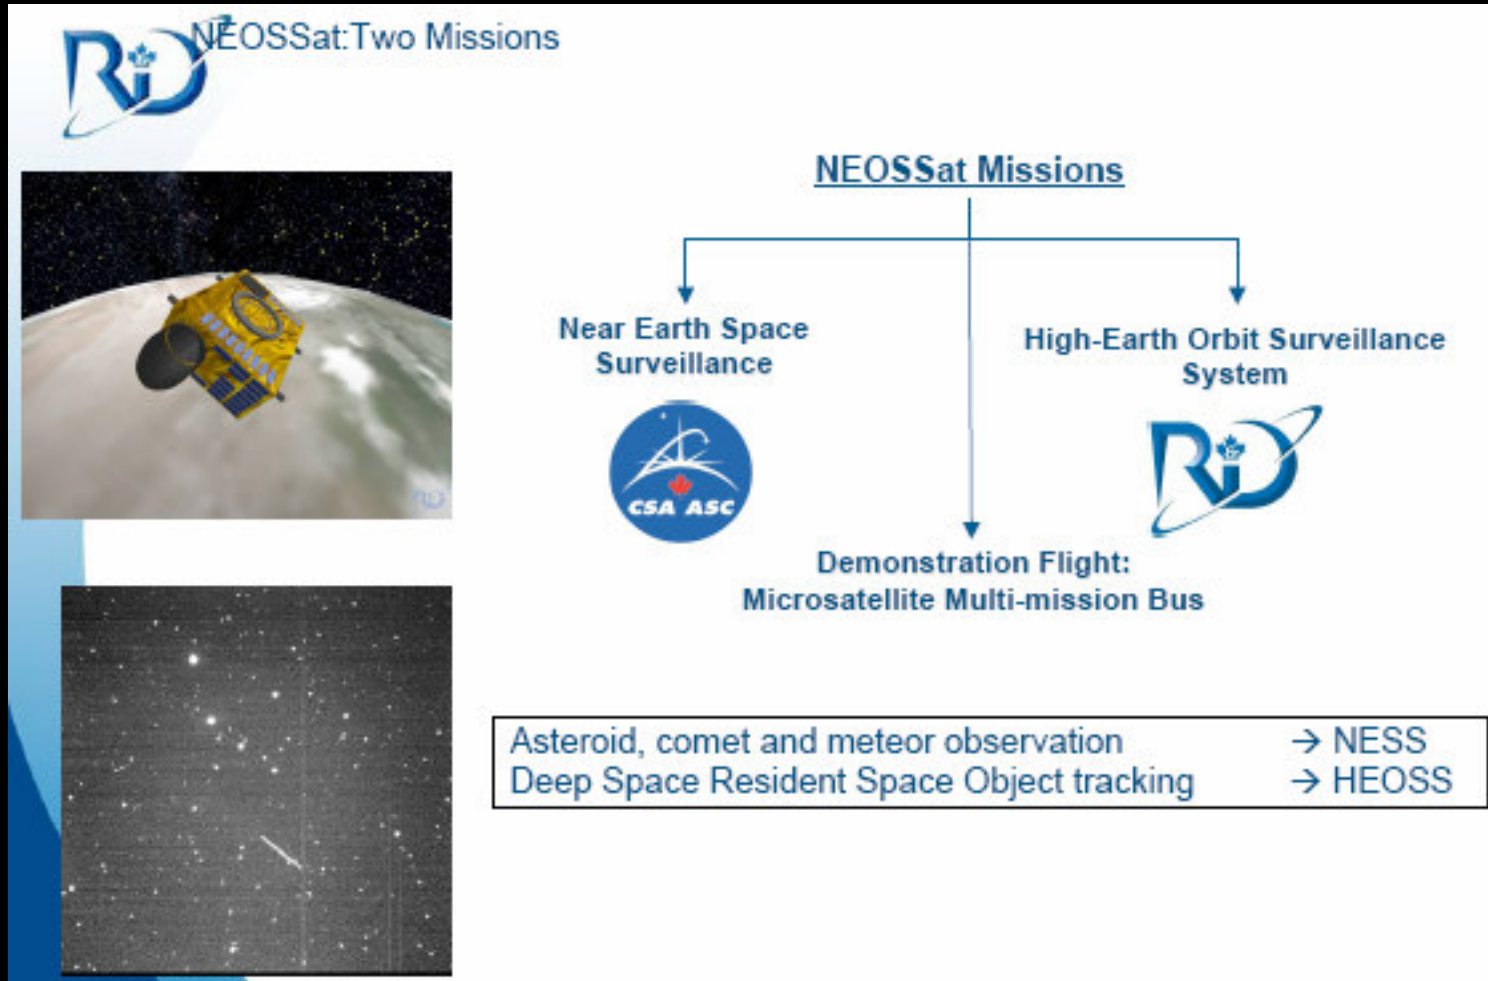 NEOSSat:Two Missions
NEOSSat Missions
Near Earth Space
Surveillance
High-Earth Orbit Surveillance
System
CSA ASC
RD
Demonstration Flight:
Microsatellite Multi-mission Bus
Asteroid, comet and meteor observation → NESS
Deep Space Resident Space Object tracking → HEOSS